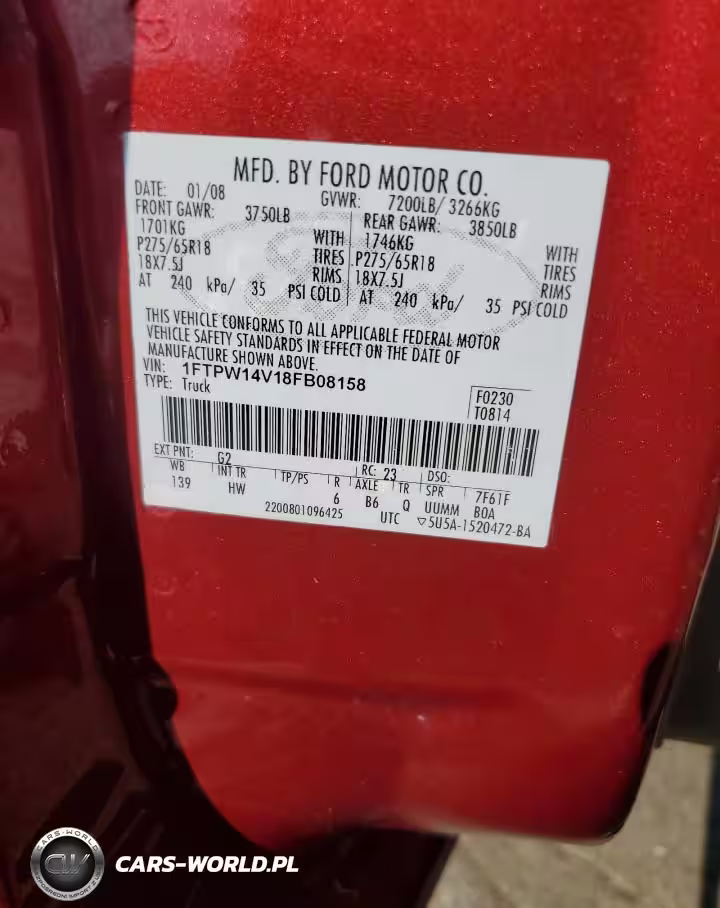 MFD. BY FORD MOTOR CO.
DATE: 01/08 GVWR: 7200LB/ 3266KG
FRONT GAWR: 3750LB REAR GAWR: 3850LB
1701KG WITH 1746KG WITH
P275/65R18 TIRES P275/65R18 TIRES
18X7.5J RIMS 18X7.5J RIMS
AT 240 kPa/ 35 PSI COLD AT 240 kPa/ 35 PSI COLD
THIS VEHICLE CONFORMS TO ALL APPLICABLE FEDERAL MOTOR
VEHICLE SAFETY STANDARDS IN EFFECT ON THE DATE OF
MANUFACTURE SHOWN ABOVE.
VIN: 1FTPW14V18FB08158
TYPE: Truck
F0230
T0814
EXT PNT: G2 RC: 23 DSO:
WB INT TR TP/PS R AXLE TR SPR 7F61F
139 HW 6 B6 Q UUMM BOA
2200801096425 UTC ▽5U5A-1520472-BA
Ford
CARS-WORLD
CW
CARS-WORLD.PL